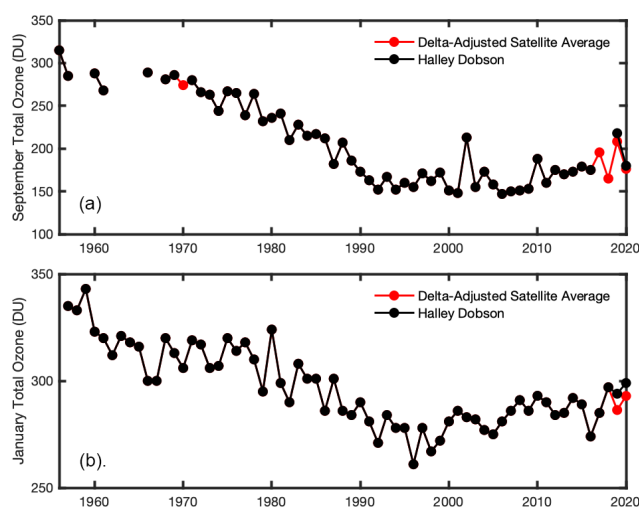 350
300
250
200
150
100
September Total Ozone (DU)
Delta-Adjusted Satellite Average
Halley Dobson
(a)
1960 1970 1980 1990 2000 2010 2020
350
300
250
January Total Ozone (DU)
Delta-Adjusted Satellite Average
Halley Dobson
(b).
1960 1970 1980 1990 2000 2010 2020